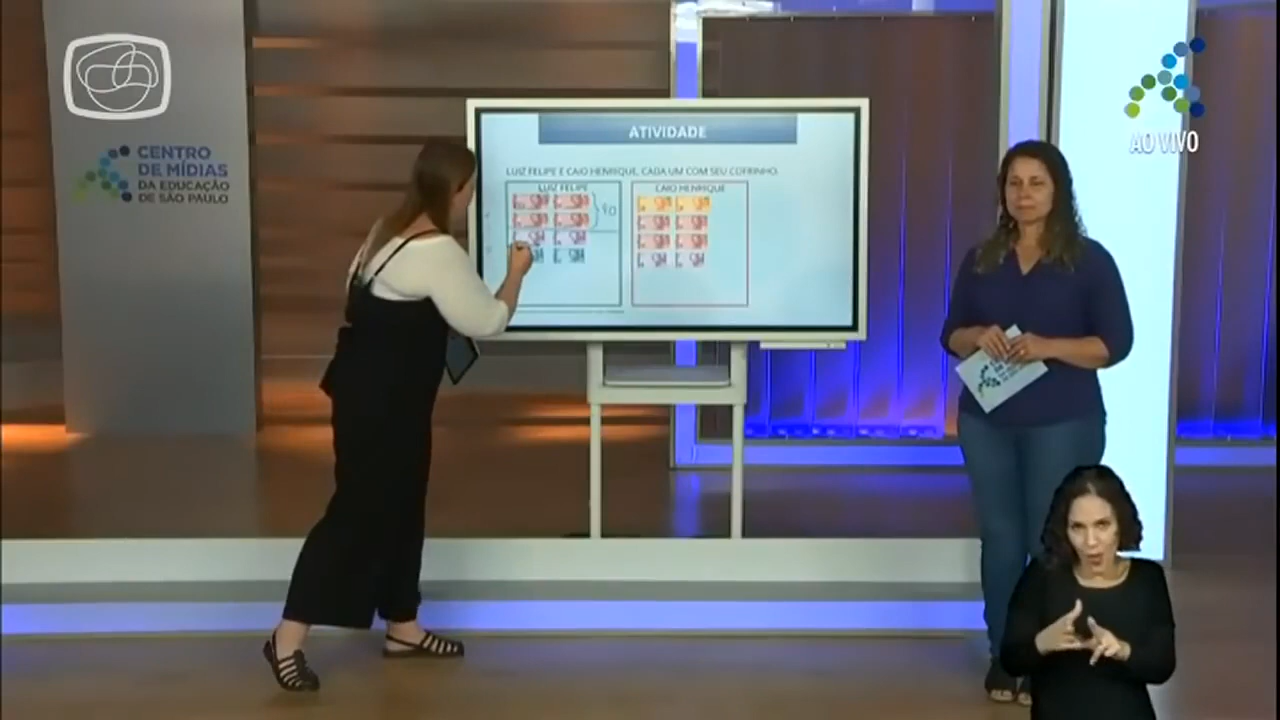 CENTRO
DE MÍDIAS
DA EDUCAÇÃO
DE SÃO PAULO
AO VIVO
ATIVIDADE
LUIZ FELIPE E CAIO HENRIQUE, CADA UM COM SEU COFRINHO.
LUIZ FELIPE
CAIO HENRIQUE